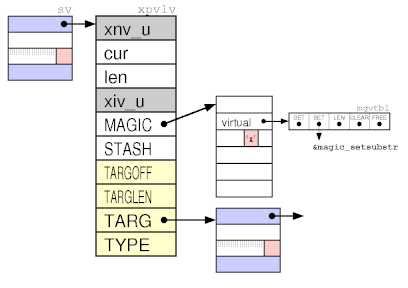 sv
xpvlv
xnv_u
cur
len
xiv_u
MAGIC
STASH
TARGOFF
TARGLEN
TARG
TYPE
virtual
'x'
mgvtbl
GET SET LEN CLEAR FREE
&magic_setsubstr